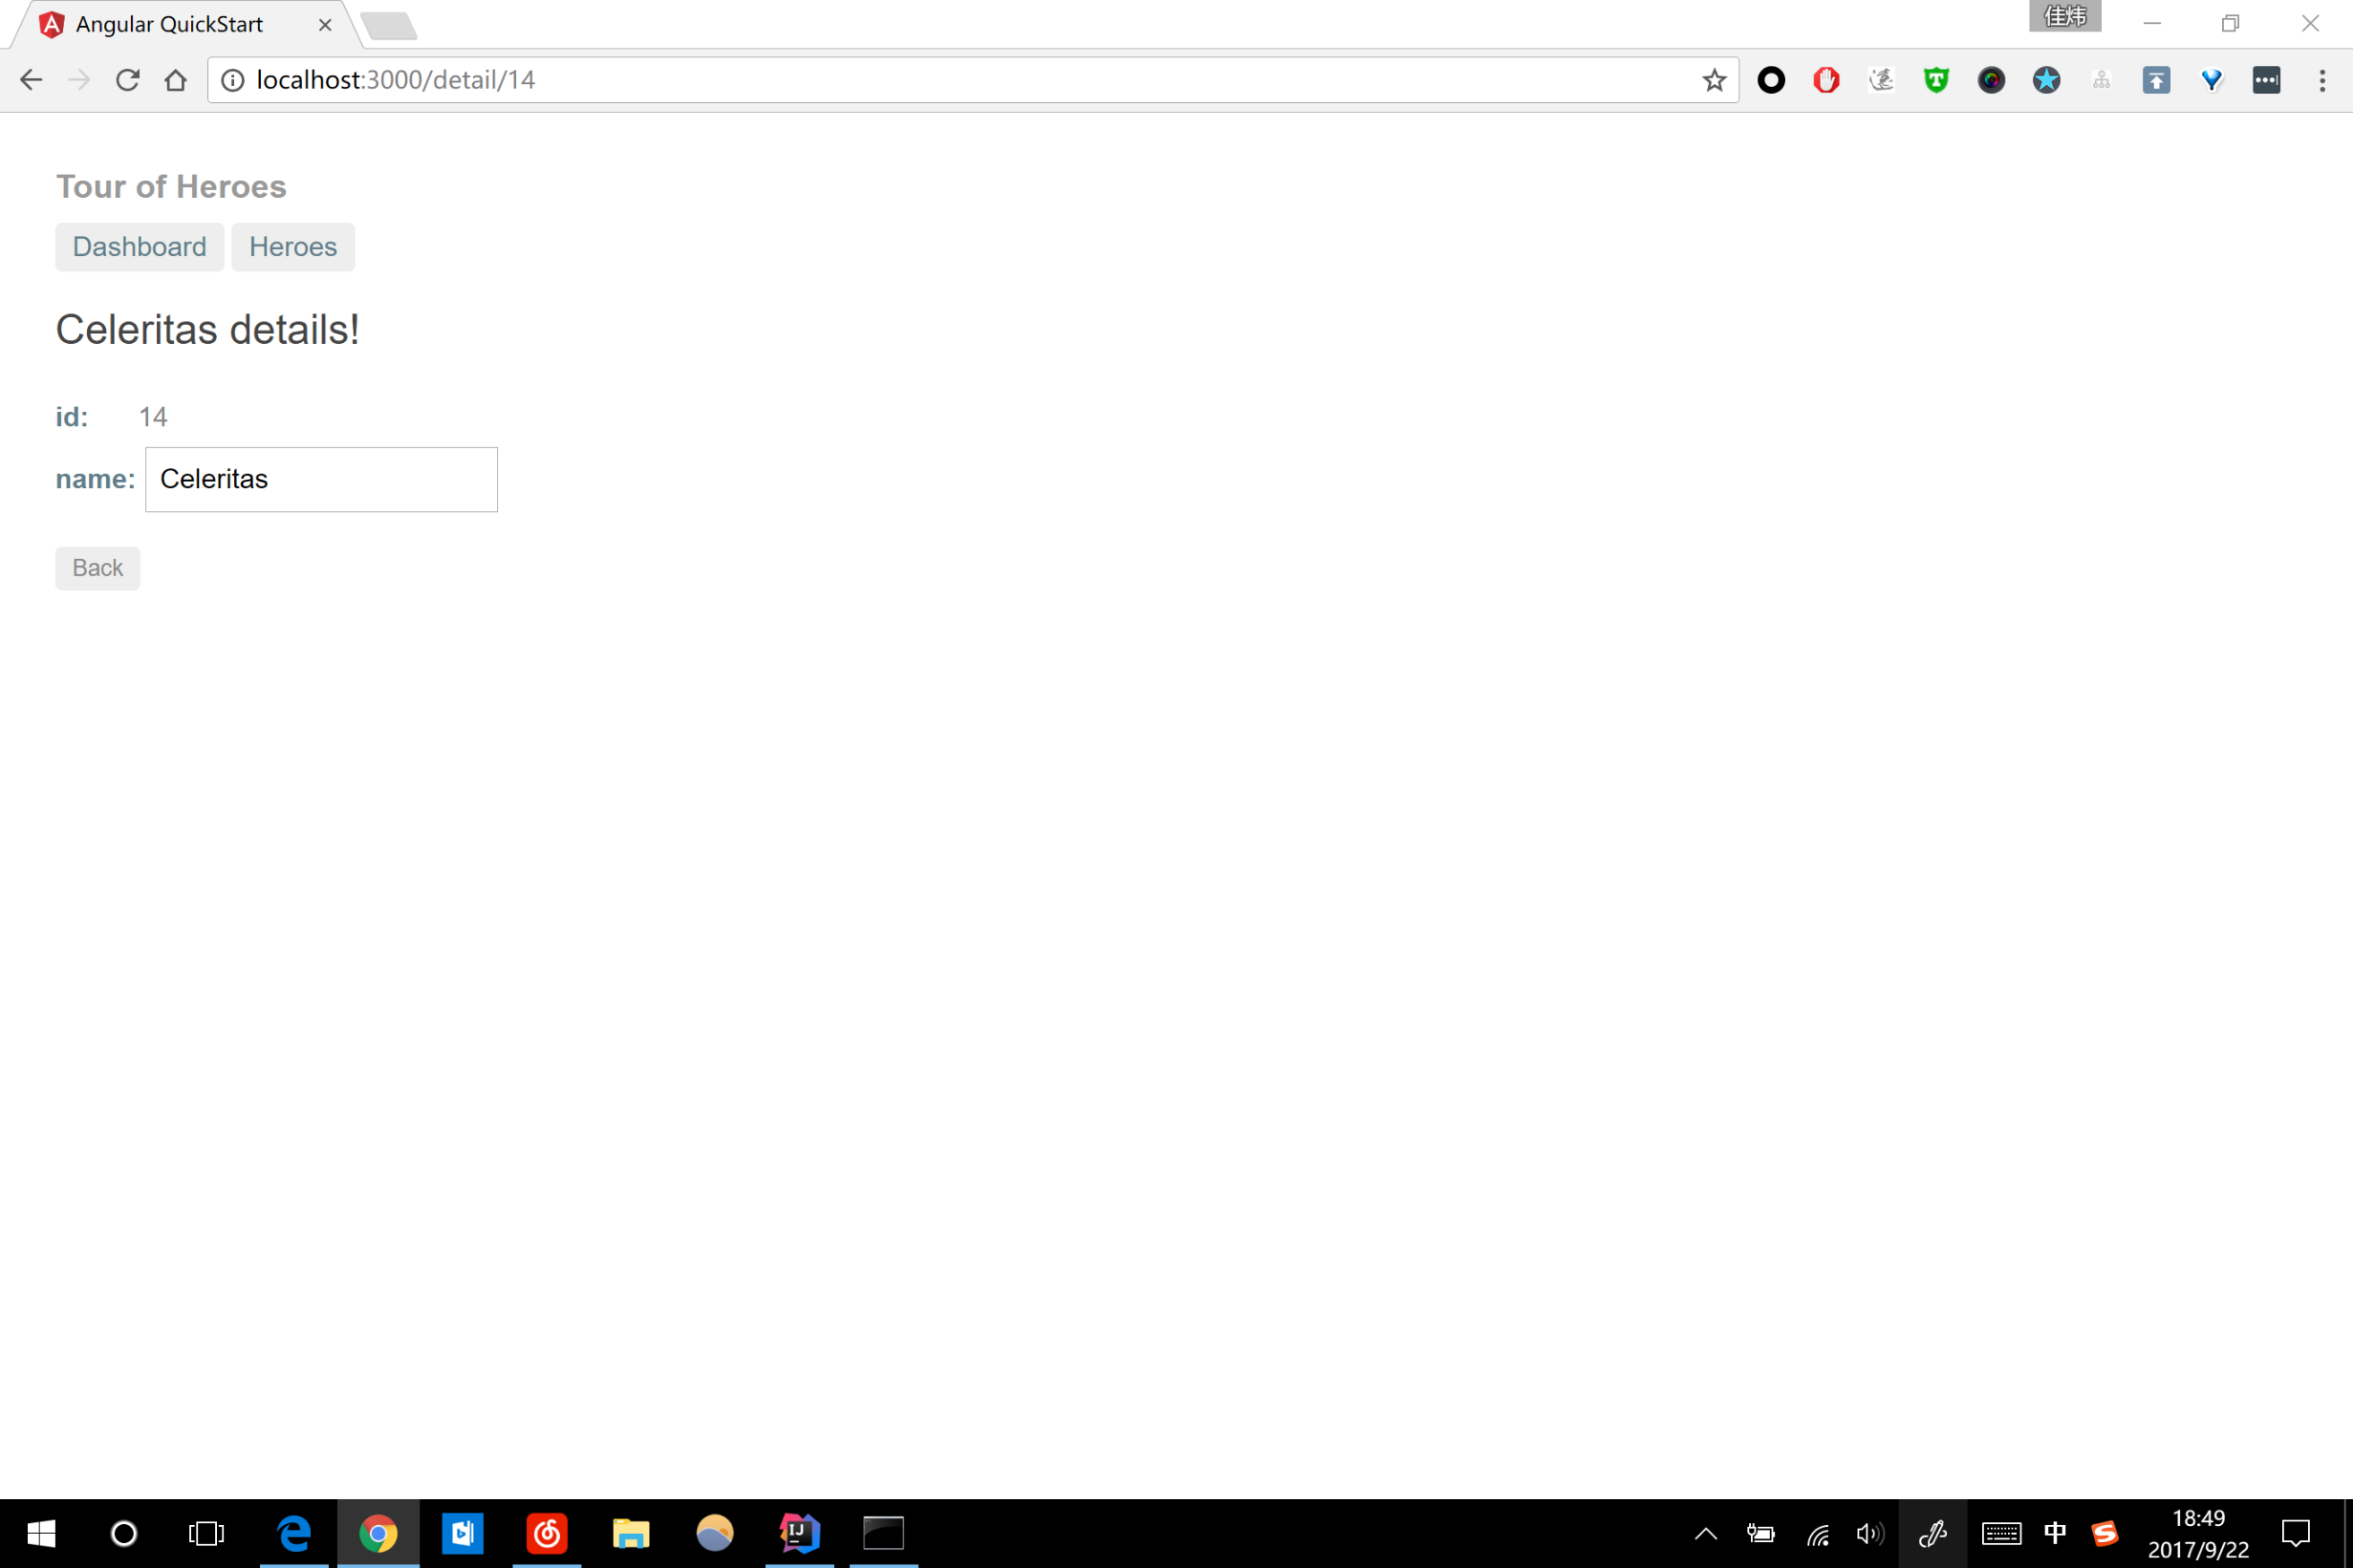 Angular QuickStart
佳炜
localhost:3000/detail/14
Tour of Heroes
Dashboard Heroes
Celeritas details!
id: 14
name: Celeritas
Back
中
18:49
2017/9/22